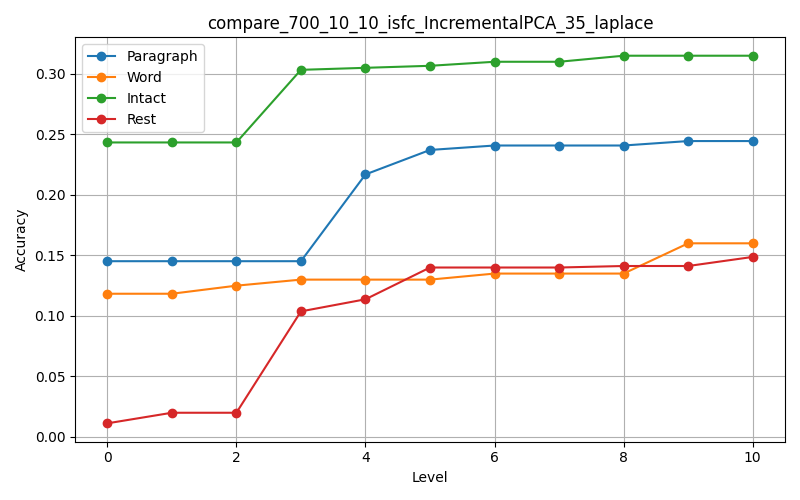 compare_700_10_10_isfc_IncrementalPCA_35_laplace
Paragraph
Word
Intact
Rest
Accuracy
0.30
0.25
0.20
0.15
0.10
0.05
0.00
0 2 4 6 8 10
Level